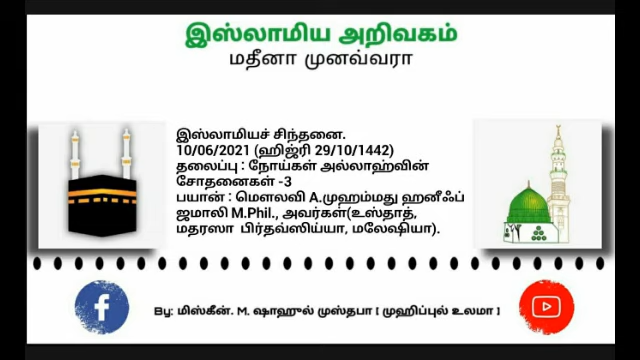 இஸ்லாமிய அறிவகம்
மதீனா முனவ்வரா
இஸ்லாமியச் சிந்தனை.
10/06/2021 (ஹிஜ்ரி 29/10/1442)
தலைப்பு : நோய்கள் அல்லாஹ்வின்
சோதனைகள் -3
பயான் : மௌலவி A.முஹம்மது ஹனீஃப்
ஜமாலி M.Phil., அவர்கள்(உஸ்தாத்,
மதரஸா பிர்தவ்ஸிய்யா, மலேஷியா).
By: மிஸ்கீன். M. ஷாஹுல் முஸ்தபா [ முஹிப்புல் உலமா ]